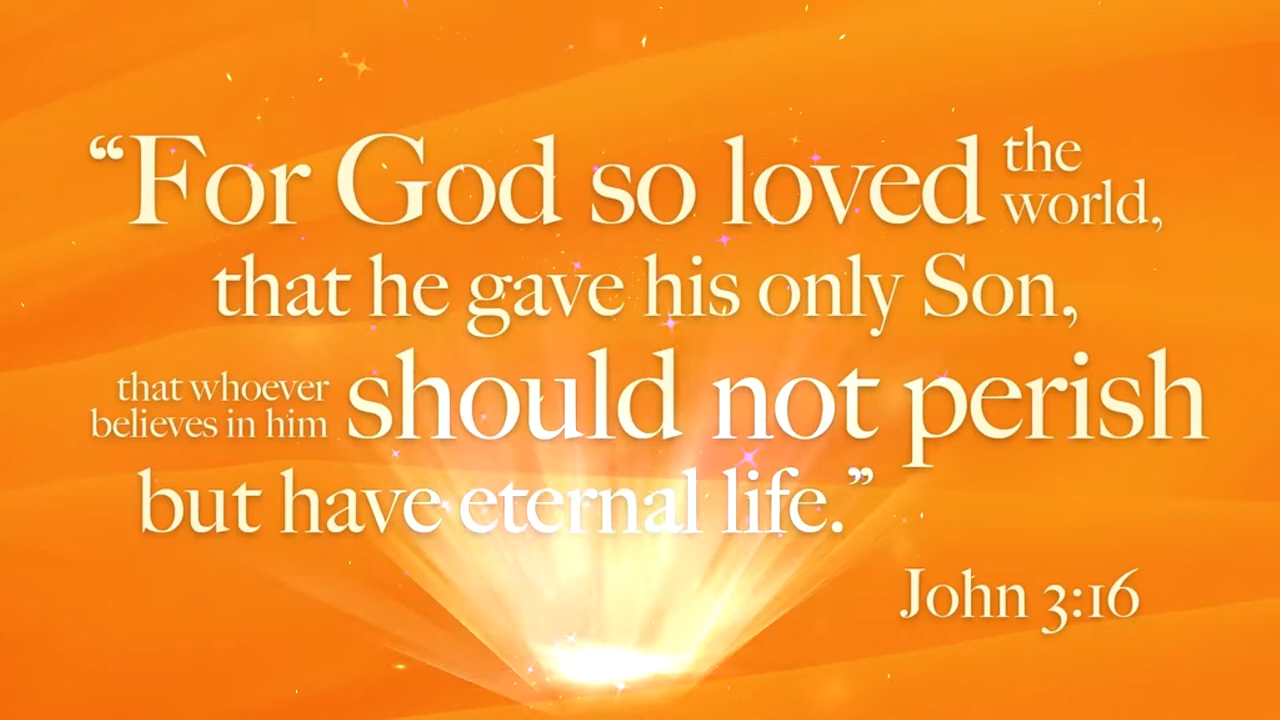 “For God so loved the world,
that he gave his only Son,
that whoever believes in him should not perish
but have eternal life.”
John 3:16